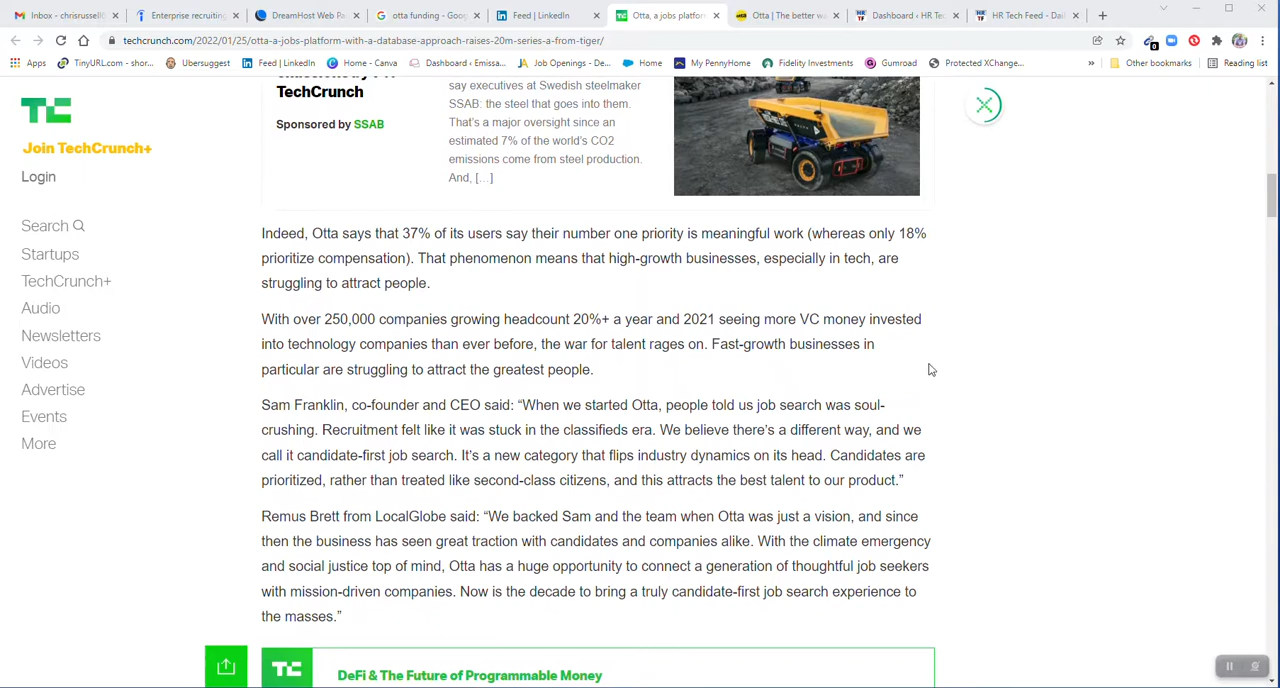 Inbox - chrisrussell@
Enterprise recruiting
DreamHost Web Pa
otta funding - Goog
Feed | LinkedIn
Otta, a jobs platform
Otta | The better wa
Dashboard ‹ HR Tec
HR Tech Feed - Dail
techcrunch.com/2022/01/25/otta-a-jobs-platform-with-a-database-approach-raises-20m-series-a-from-tiger/
Apps
TinyURL.com - shor...
Ubersuggest
Feed | LinkedIn
Home - Canva
Dashboard ‹ Emissa...
Job Openings - De...
Home
My PennyHome
Fidelity Investments
Gumroad
Protected XChange...
»
Other bookmarks
Reading list
TC
Join TechCrunch+
Login
Search
Startups
TechCrunch+
Audio
Newsletters
Videos
Advertise
Events
More
TechCrunch
Sponsored by SSAB
say executives at Swedish steelmaker
SSAB: the steel that goes into them.
That's a major oversight since an
estimated 7% of the world's CO2
emissions come from steel production.
And, […]
Indeed, Otta says that 37% of its users say their number one priority is meaningful work (whereas only 18%
prioritize compensation). That phenomenon means that high-growth businesses, especially in tech, are
struggling to attract people.
With over 250,000 companies growing headcount 20%+ a year and 2021 seeing more VC money invested
into technology companies than ever before, the war for talent rages on. Fast-growth businesses in
particular are struggling to attract the greatest people.
Sam Franklin, co-founder and CEO said: “When we started Otta, people told us job search was soul-
crushing. Recruitment felt like it was stuck in the classifieds era. We believe there’s a different way, and we
call it candidate-first job search. It’s a new category that flips industry dynamics on its head. Candidates are
prioritized, rather than treated like second-class citizens, and this attracts the best talent to our product.”
Remus Brett from LocalGlobe said: “We backed Sam and the team when Otta was just a vision, and since
then the business has seen great traction with candidates and companies alike. With the climate emergency
and social justice top of mind, Otta has a huge opportunity to connect a generation of thoughtful job seekers
with mission-driven companies. Now is the decade to bring a truly candidate-first job search experience to
the masses.”
TC
DeFi & The Future of Programmable Money